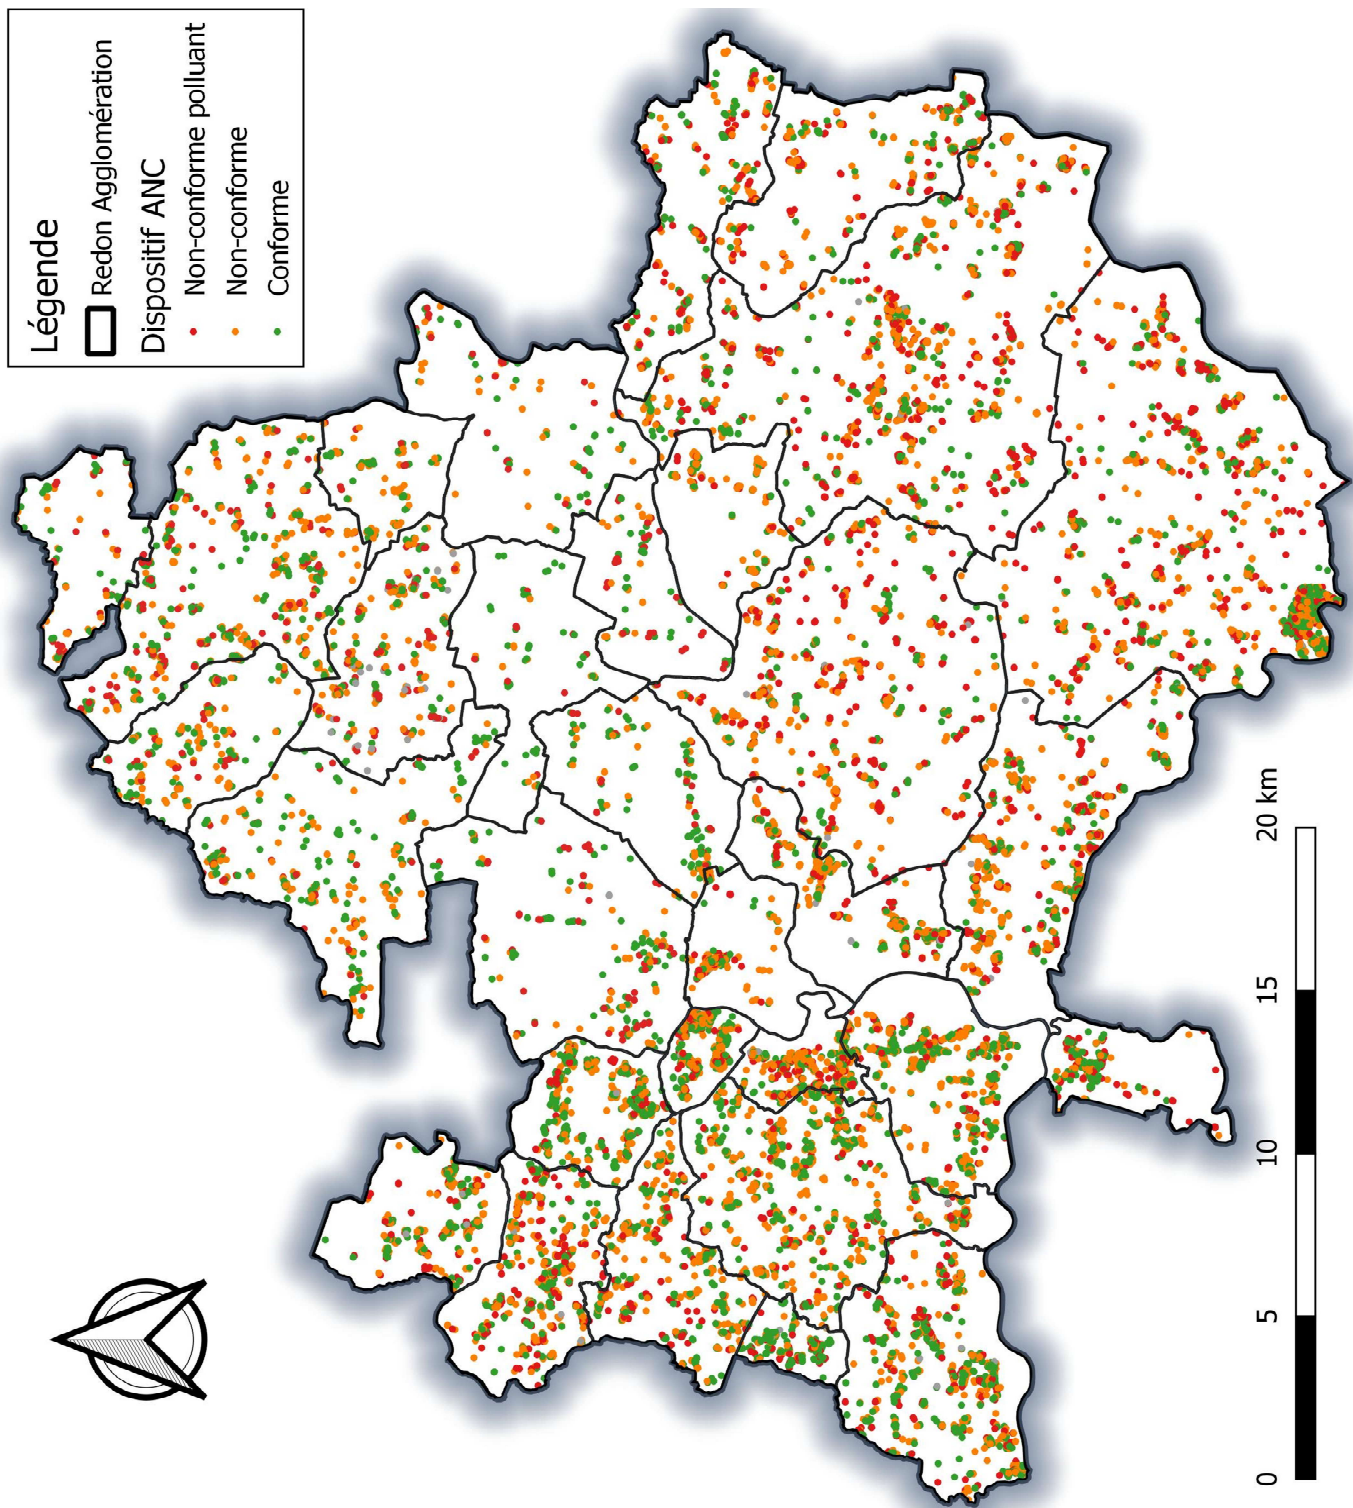 Légende
Redon Agglomération
Dispositif ANC
Non-conforme polluant
Non-conforme
Conforme
0 5 10 15 20 km